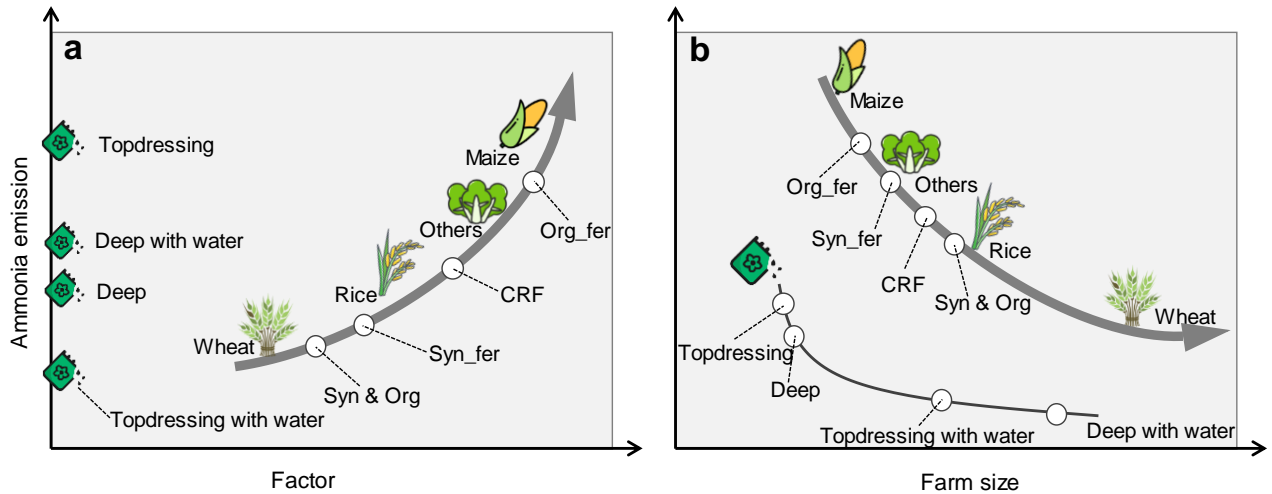 a
Ammonia emission
Topdressing
Deep with water
Deep
Topdressing with water
Wheat
Rice
Others
Maize
Syn & Org
Syn_fer
CRF
Org_fer
Factor
b
Maize
Org_fer
Others
Syn_fer
CRF
Rice
Syn & Org
Wheat
Topdressing
Deep
Topdressing with water
Deep with water
Farm size